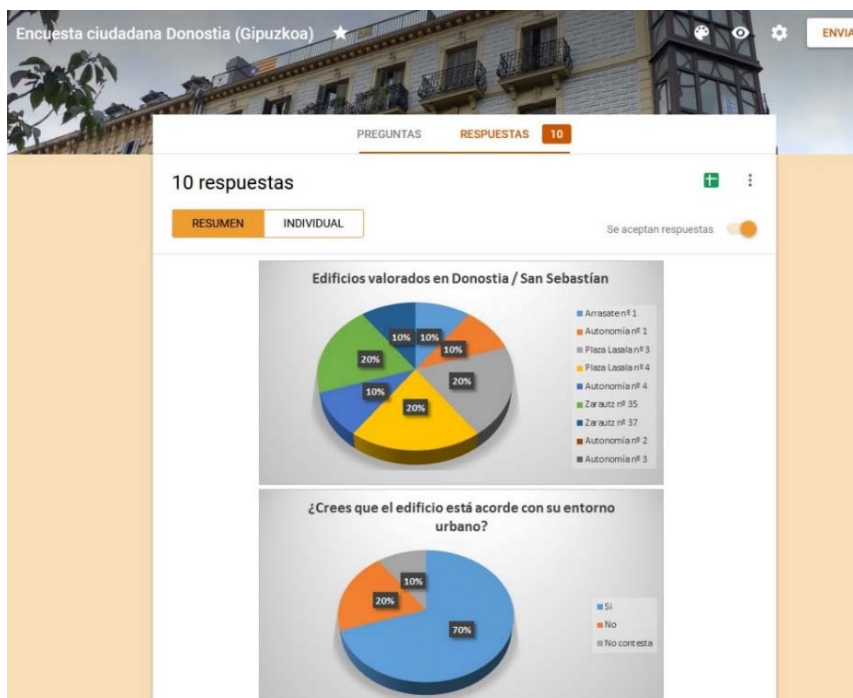 Encuesta ciudadana Donostia (Gipuzkoa)
ENVIA
PREGUNTAS RESPUESTAS 10
10 respuestas
RESUMEN INDIVIDUAL
Se aceptan respuestas
Edificios valorados en Donostia / San Sebastían
10% 10%
10%
20%
20%
10%
20%
Arrasate nº 1
Autonomía nº 1
Plaza Lasala nº 3
Plaza Lasala nº 4
Autonomía nº 4
Zarautz nº 35
Zarautz nº 37
Autonomía nº 2
Autonomía nº 3
¿Crees que el edificio está acorde con su entorno
urbano?
10%
20%
70%
Si
No
No contesta